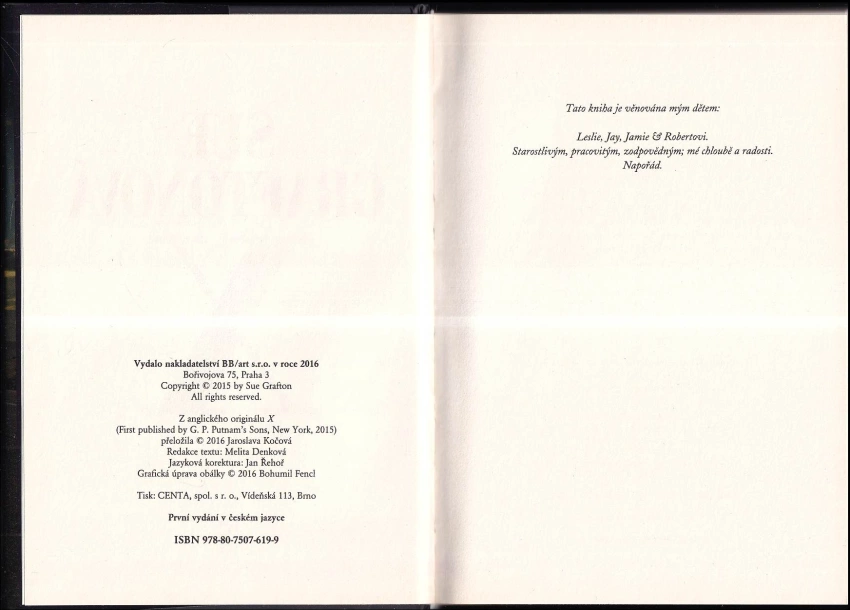 Vydalo nakladatelství BB/art s.r.o. v roce 2016
Bořivojova 75, Praha 3
Copyright © 2015 by Sue Grafton
All rights reserved.
Z anglického originálu X
(First published by G. P. Putnam's Sons, New York, 2015)
přeložila © 2016 Jaroslava Kočová
Redakce textu: Melita Denková
Jazyková korektura: Jan Řehoř
Grafická úprava obálky © 2016 Bohumil Fencl
Tisk: CENTA, spol. s r. o., Vídeňská 113, Brno
První vydání v českém jazyce
ISBN 978-80-7507-619-9
Tato kniha je věnována mým dětem:
Leslie, Jay, Jamie & Robertovi.
Starostlivým, pracovitým, zodpovědným; mé chloubě a radosti.
Napořád.